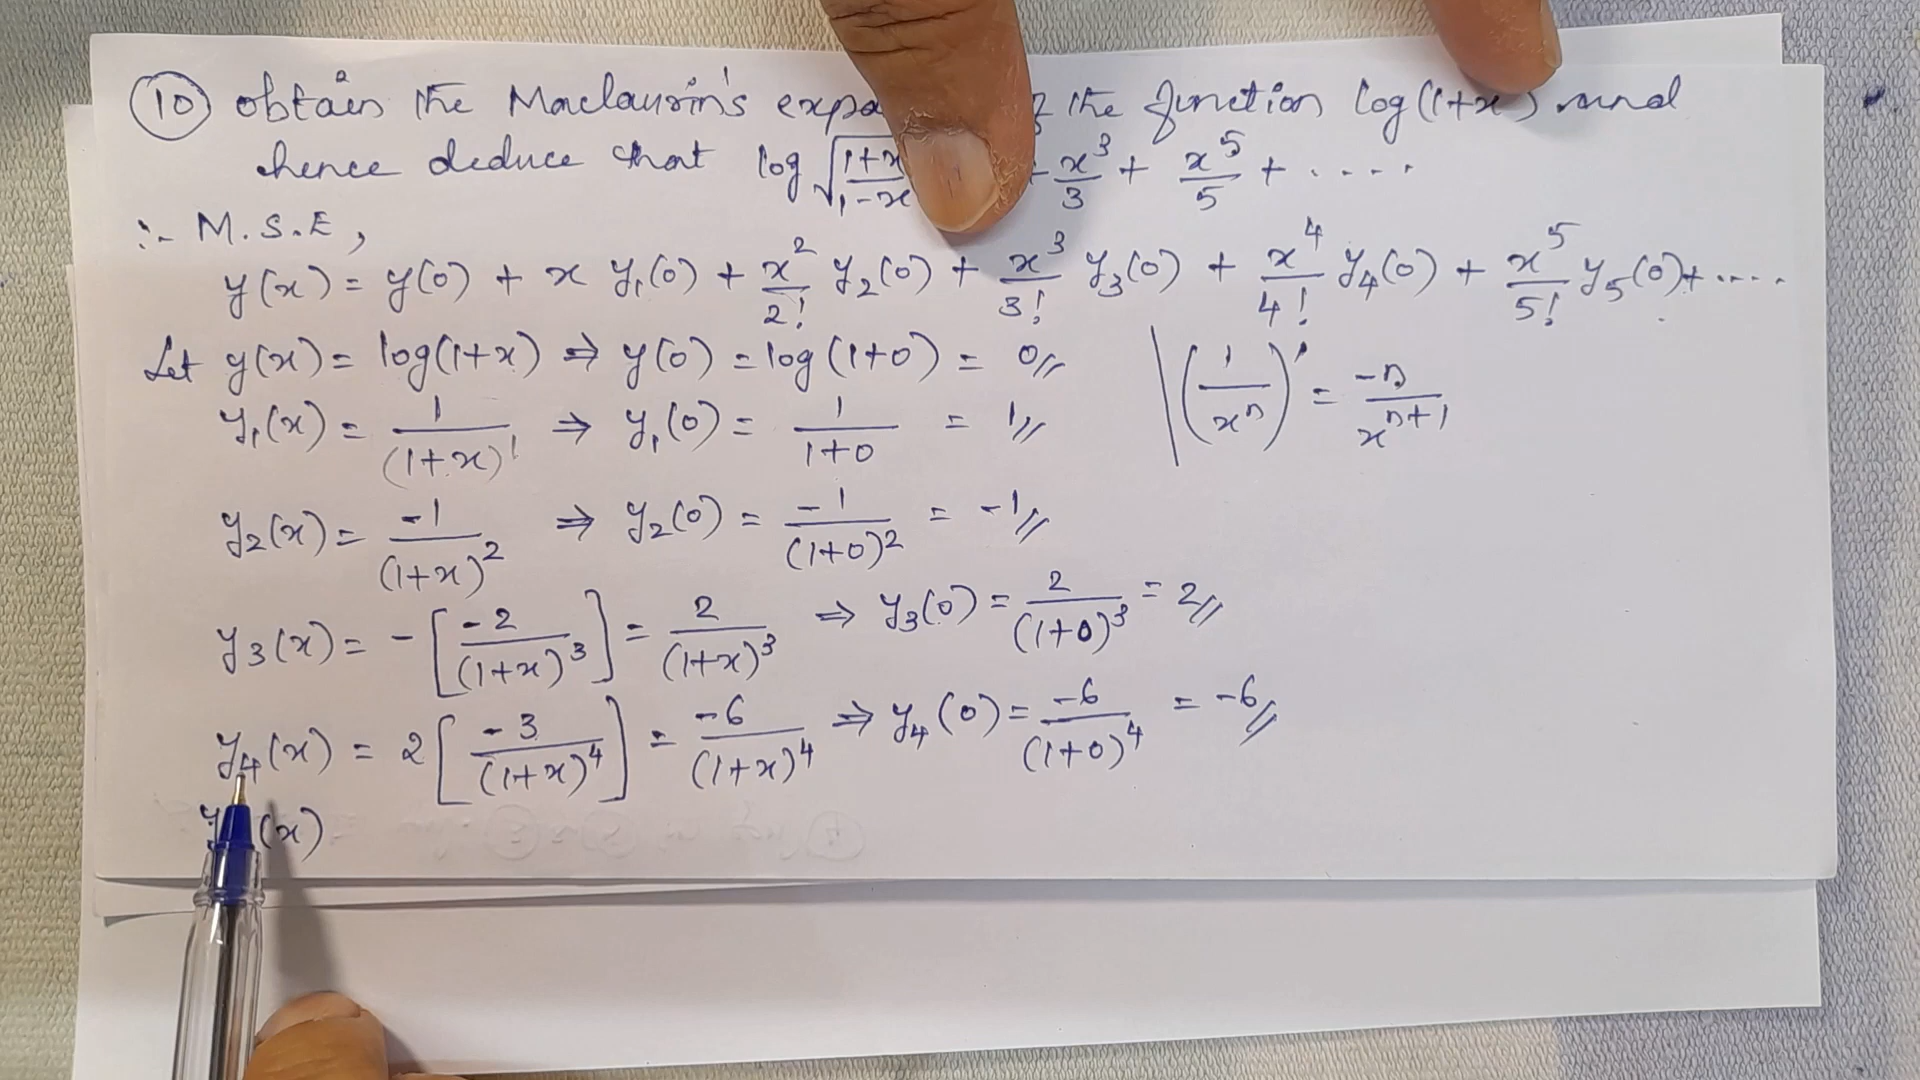 (10) obtain the Maclaurin's expa f the function log(1+x) and
hence deduce that log √((1+x)/(1-x)) + x³/3 + x⁵/5 + ....
:- M.S.E,
y(x) = y(0) + x y₁(0) + x²/2! y₂(0) + x³/3! y₃(0) + x⁴/4! y₄(0) + x⁵/5! y₅(0) + ....
Let y(x) = log(1+x) ⇒ y(0) = log(1+0) = 0//
(1/xⁿ)' = -n/xⁿ⁺¹
y₁(x) = 1/(1+x)¹ ⇒ y₁(0) = 1/(1+0) = 1//
y₂(x) = -1/(1+x)² ⇒ y₂(0) = -1/(1+0)² = -1//
y₃(x) = -[-2/(1+x)³] = 2/(1+x)³ ⇒ y₃(0) = 2/(1+0)³ = 2//
y₄(x) = 2[-3/(1+x)⁴] = -6/(1+x)⁴ ⇒ y₄(0) = -6/(1+0)⁴ = -6//
y (x)